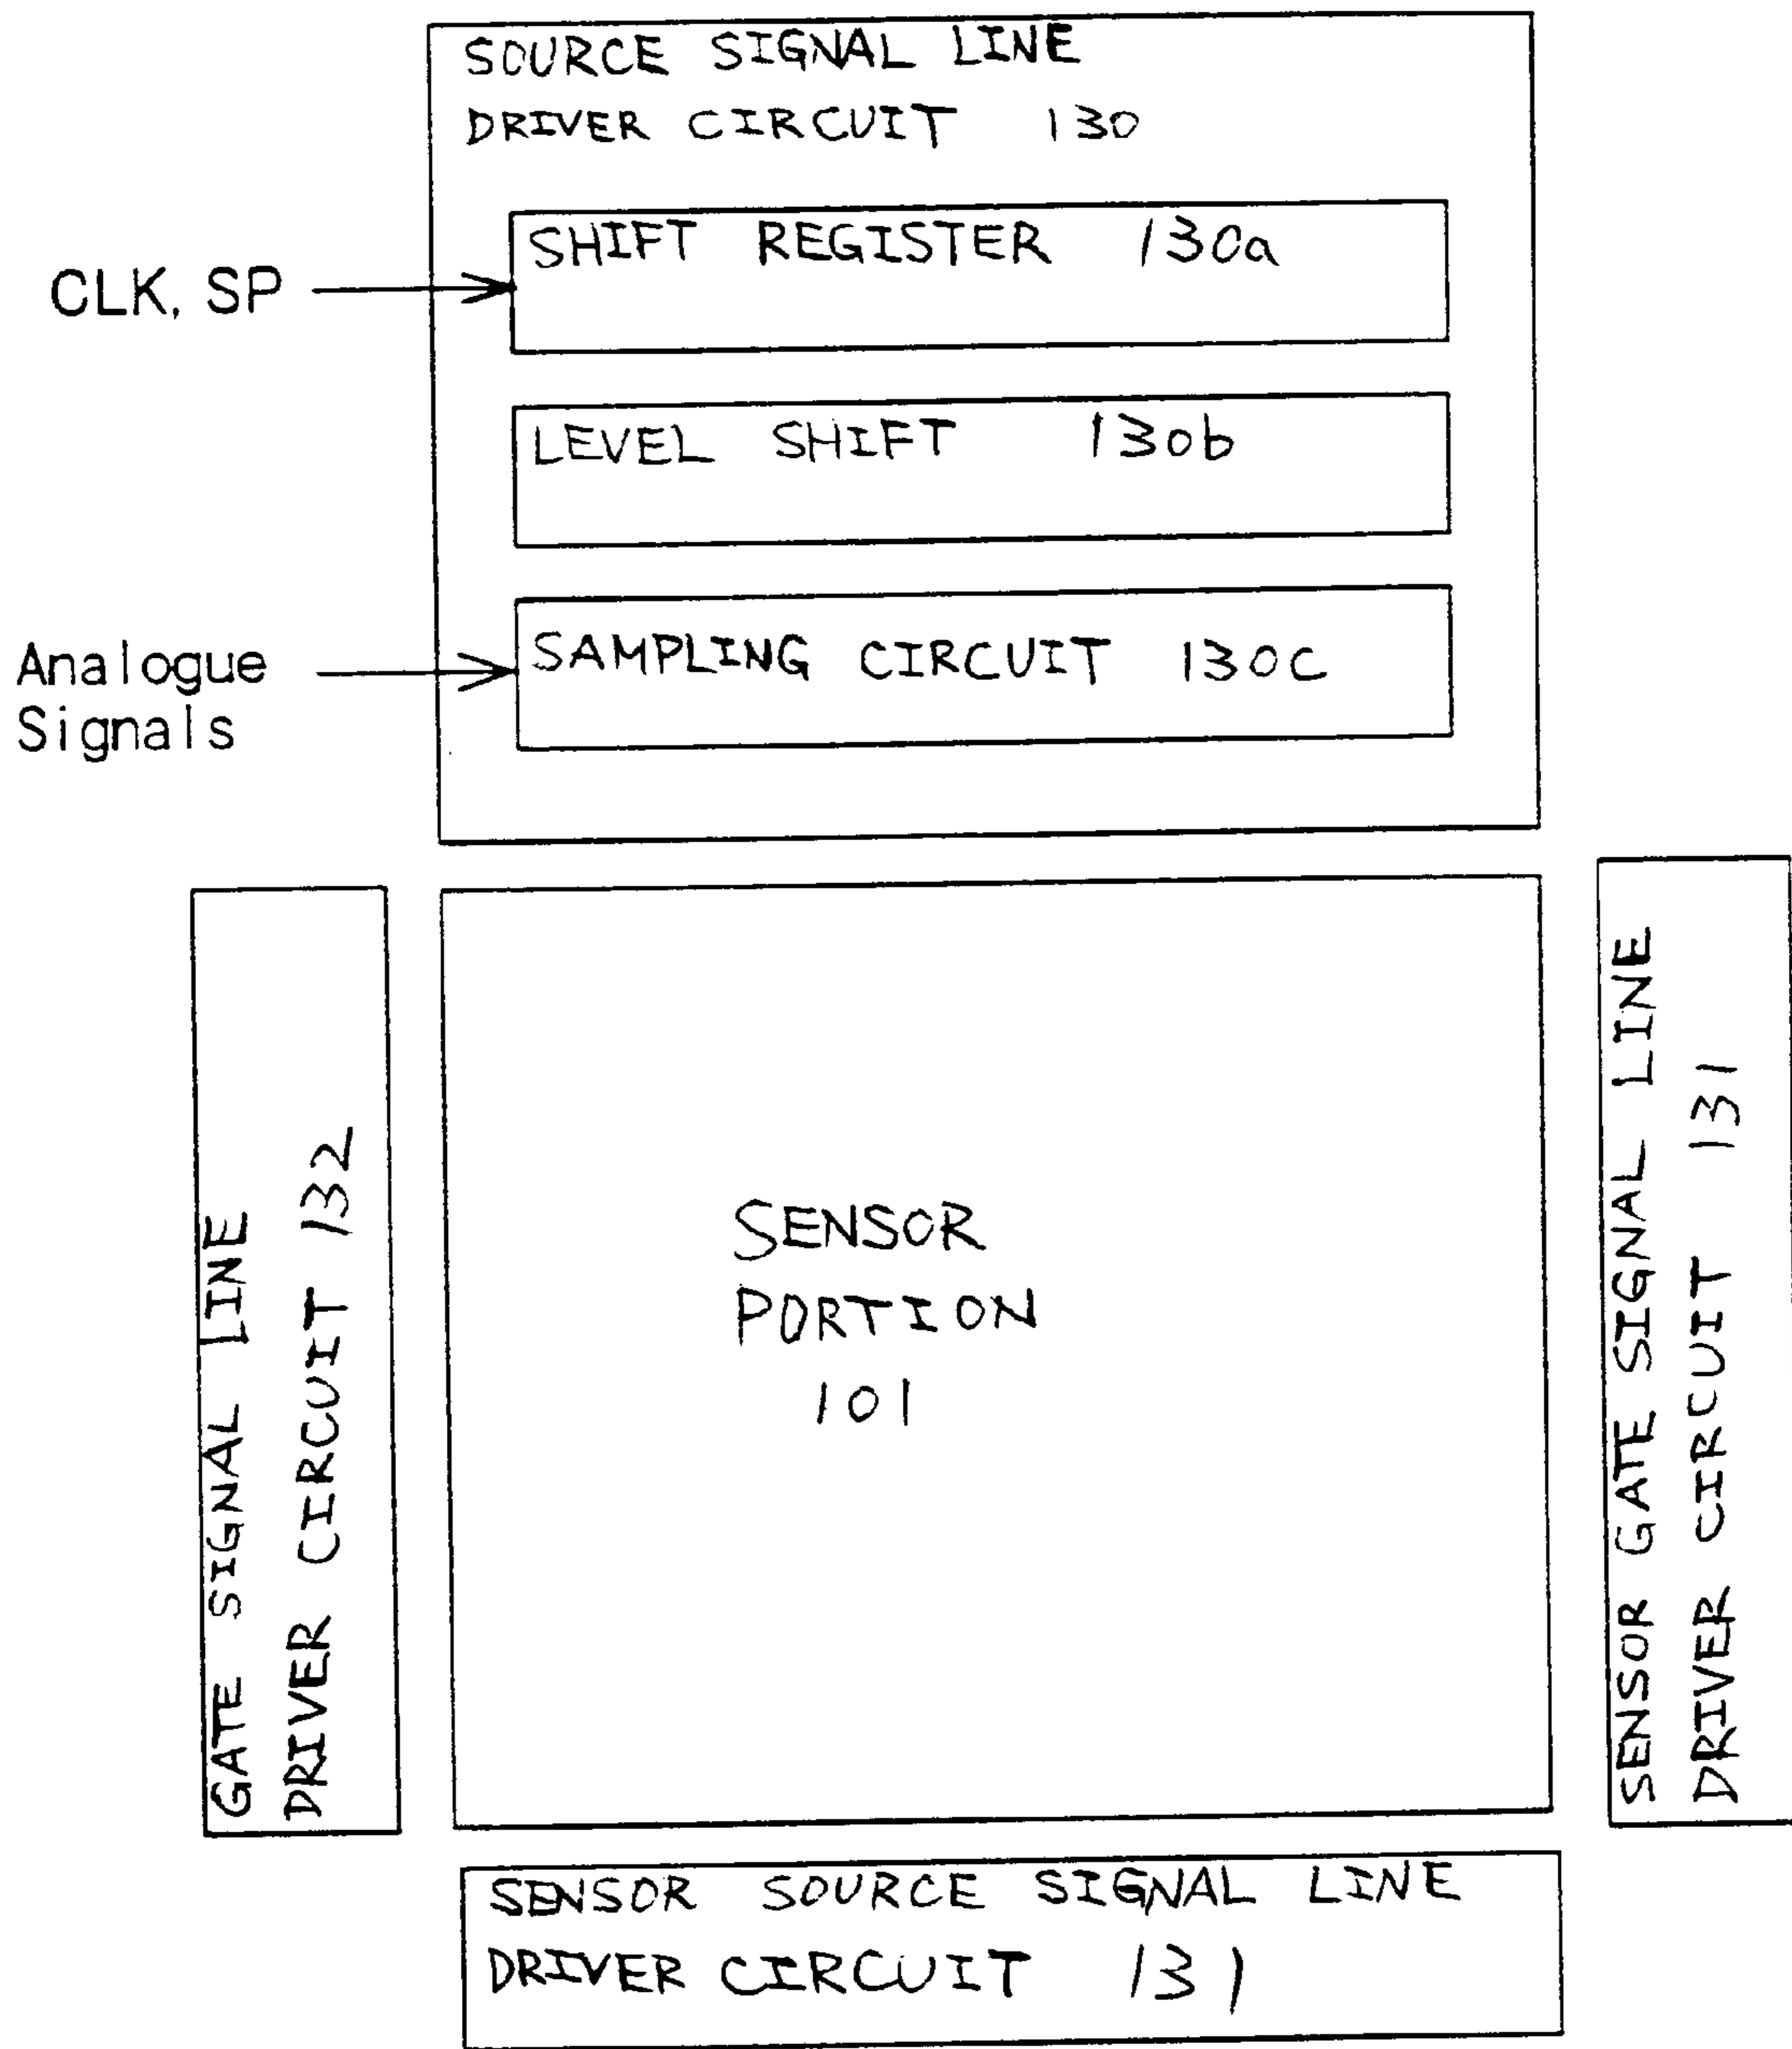 SOURCE SIGNAL LINE
DRIVER CIRCUIT 130
SHIFT REGISTER 130a
CLK, SP
LEVEL SHIFT 130b
SAMPLING CIRCUIT 130C
Analogue
Signals
GATE SIGNAL LINE
DRIVER CIRCUIT 132
SENSOR
PORTION
101
SENSOR GATE SIGNAL LINE
DRIVER CIRCUIT 131
SENSOR SOURCE SIGNAL LINE
DRIVER CIRCUIT 131